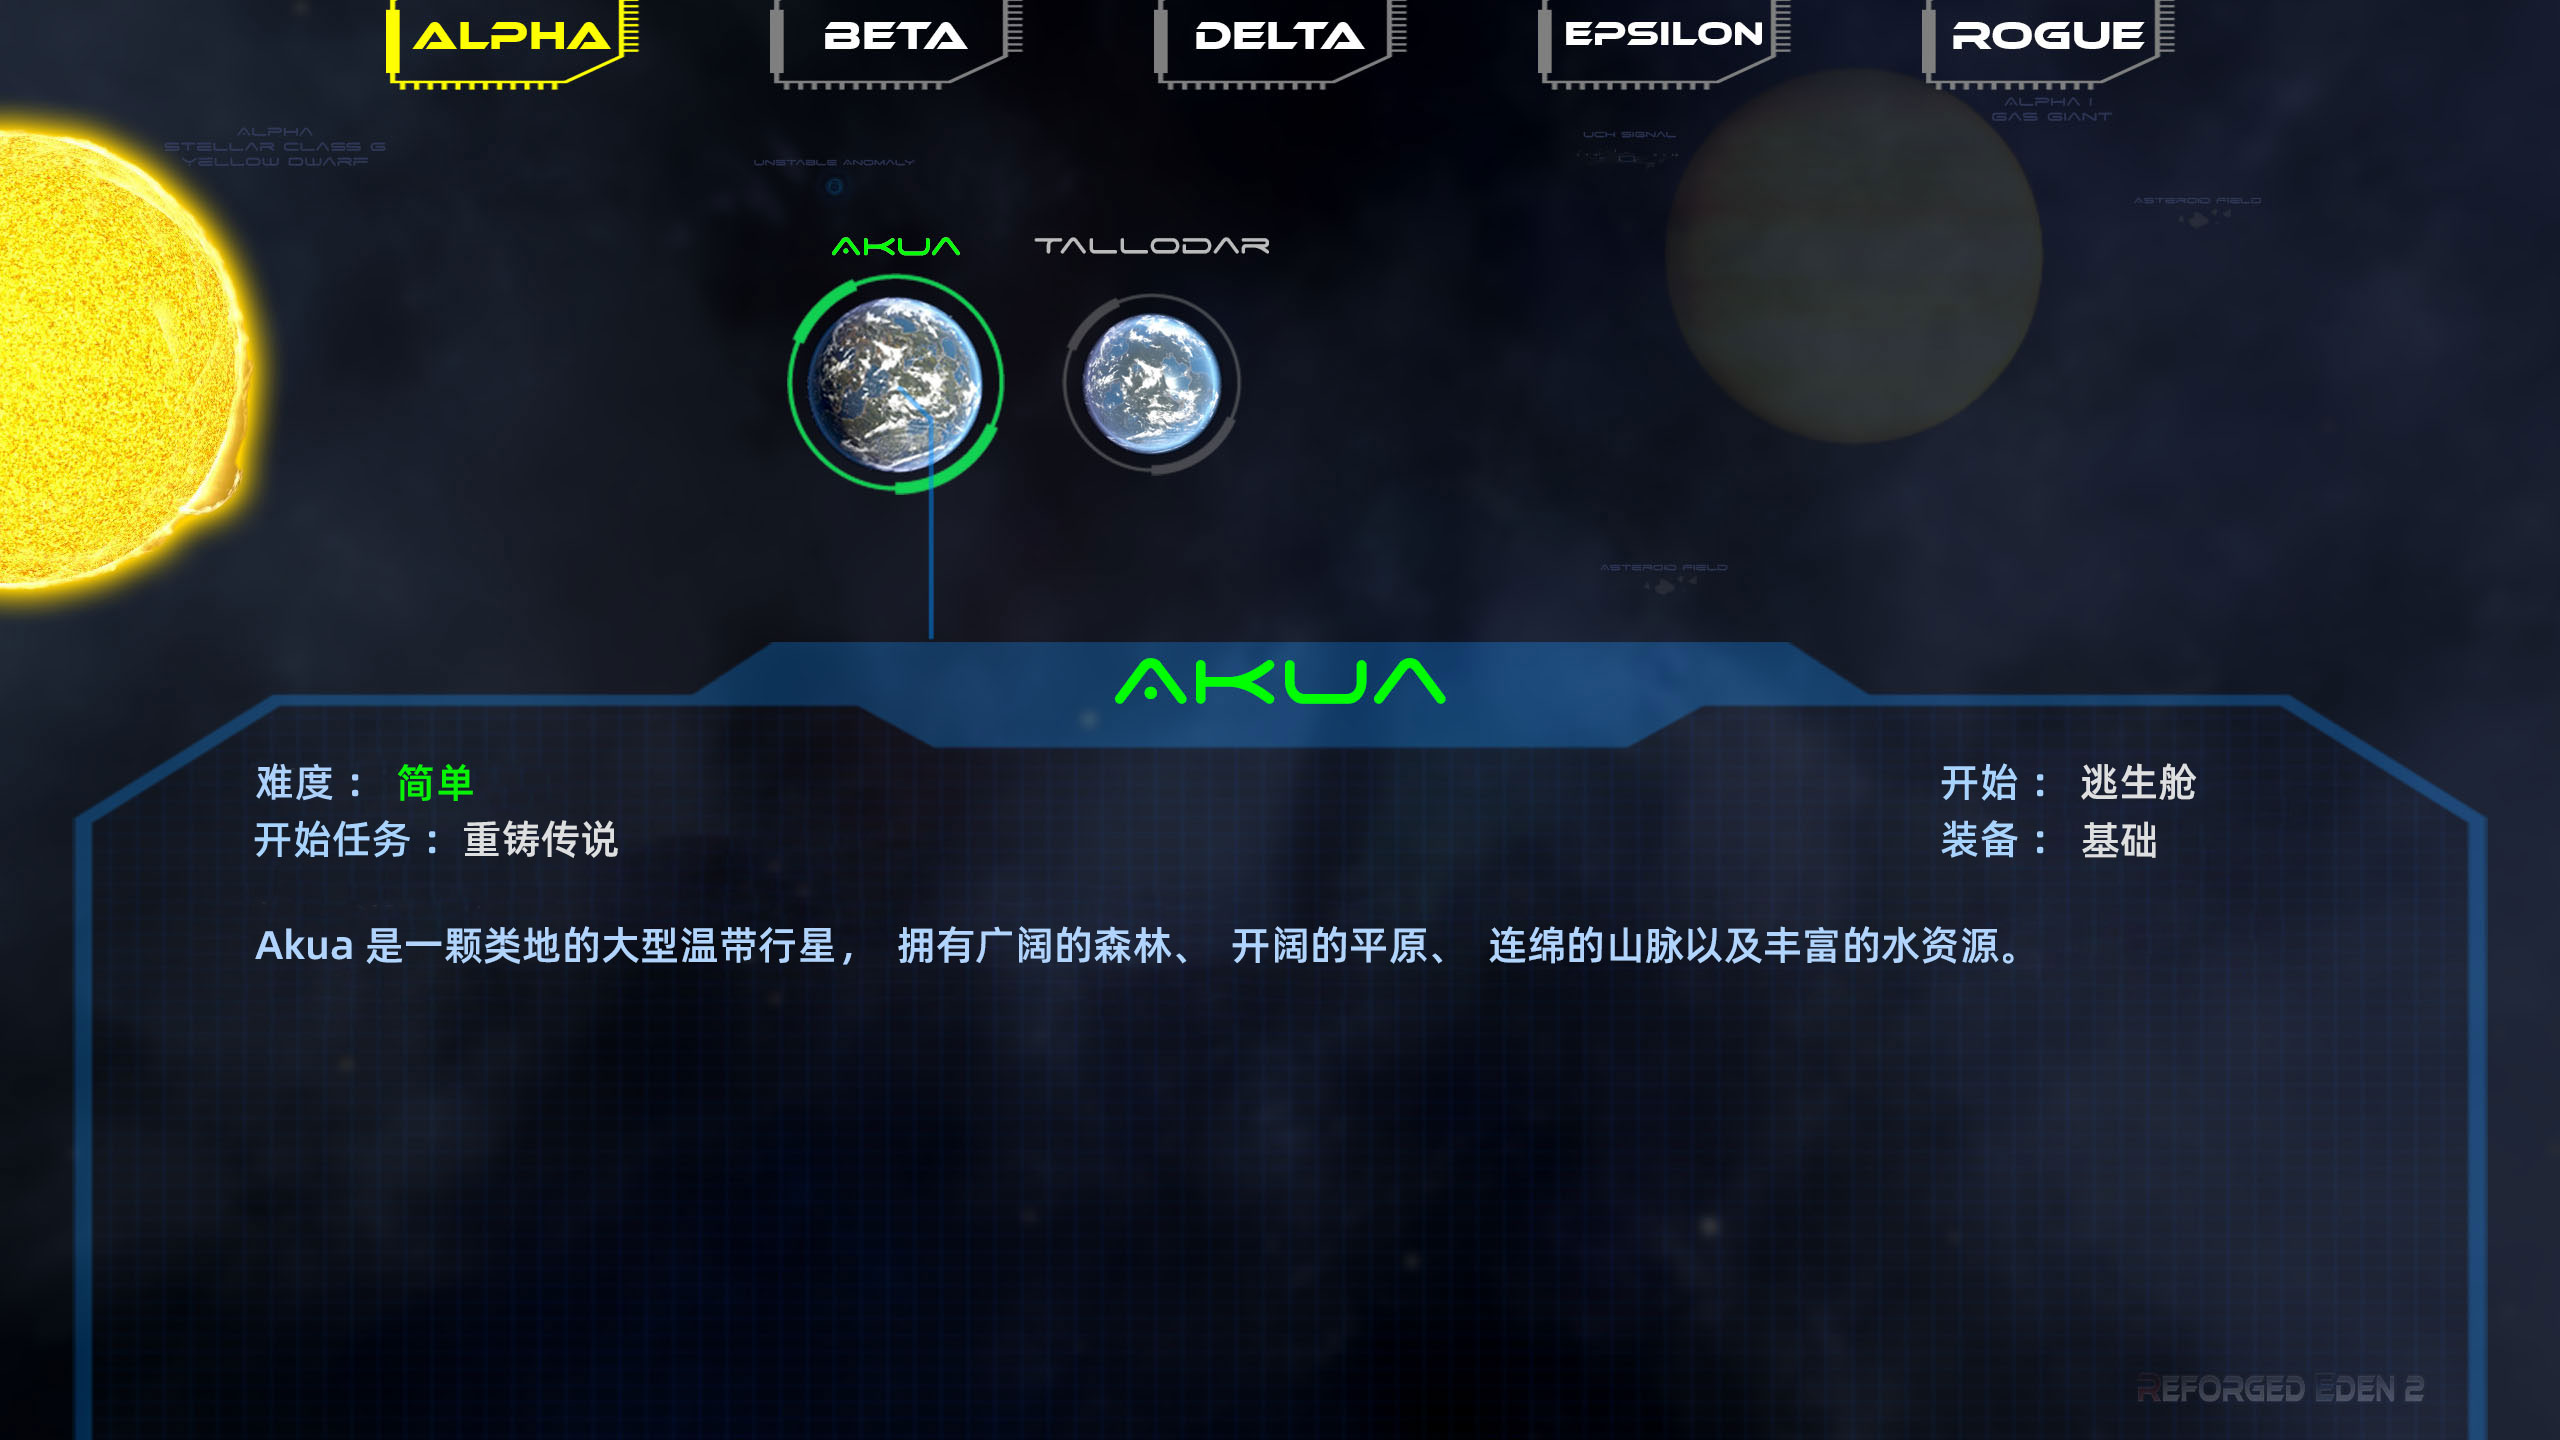 ALPHA
BETA
DELTA
EPSILON
ROGUE
ALPHA
STELLAR CLASS G
YELLOW DWARF
UNSTABLE ANOMALY
UCH SIGNAL
ALPHA I
GAS GIANT
ASTEROID FIELD
AKUA
TALLODAR
ASTEROID FIELD
AKUA
难度： 简单
开始： 逃生舱
开始任务：重铸传说
装备： 基础
Akua 是一颗类地的大型温带行星， 拥有广阔的森林、 开阔的平原、 连绵的山脉以及丰富的水资源。
REFORGED EDEN 2